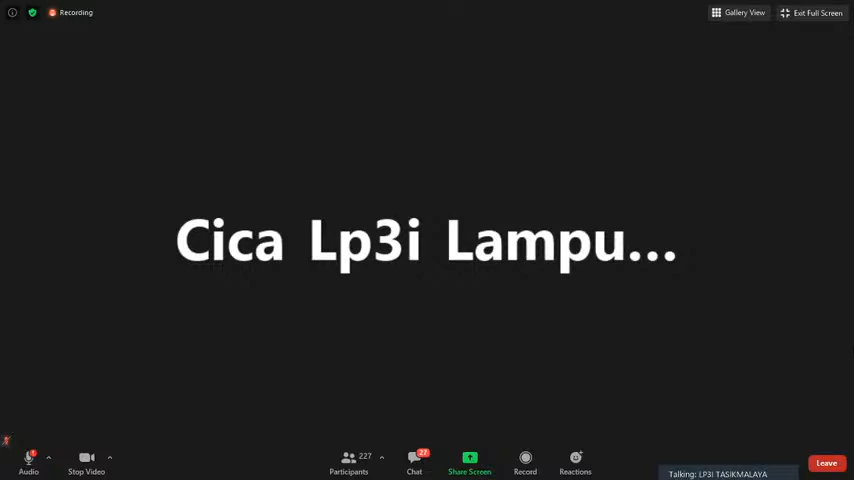 Recording
Gallery View
Exit Full Screen
Cica Lp3i Lampu...
Audio
Stop Video
227
Participants
27
Chat
Share Screen
Record
Reactions
Talking: LP3I TASIKMALAYA
Leave